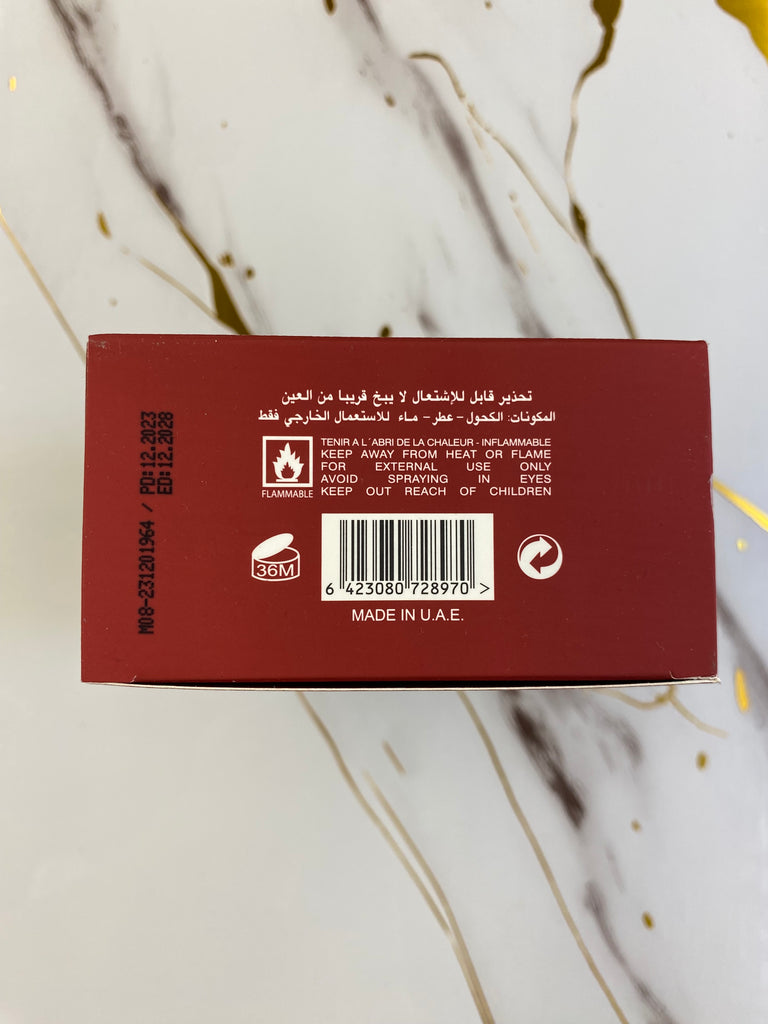 تحذير قابل للإشتعال لا يبخ قريبا من العين
المكونات: الكحول - عطر - ماء للاستعمال الخارجي فقط
TENIR A L´ABRI DE LA CHALEUR - INFLAMMABLE
KEEP AWAY FROM HEAT OR FLAME
FOR EXTERNAL USE ONLY
AVOID SPRAYING IN EYES
KEEP OUT REACH OF CHILDREN
FLAMMABLE
36M
6 423080 728970 >
MADE IN U.A.E.
M08-231201964 / PD:12.2023
ED:12.2028